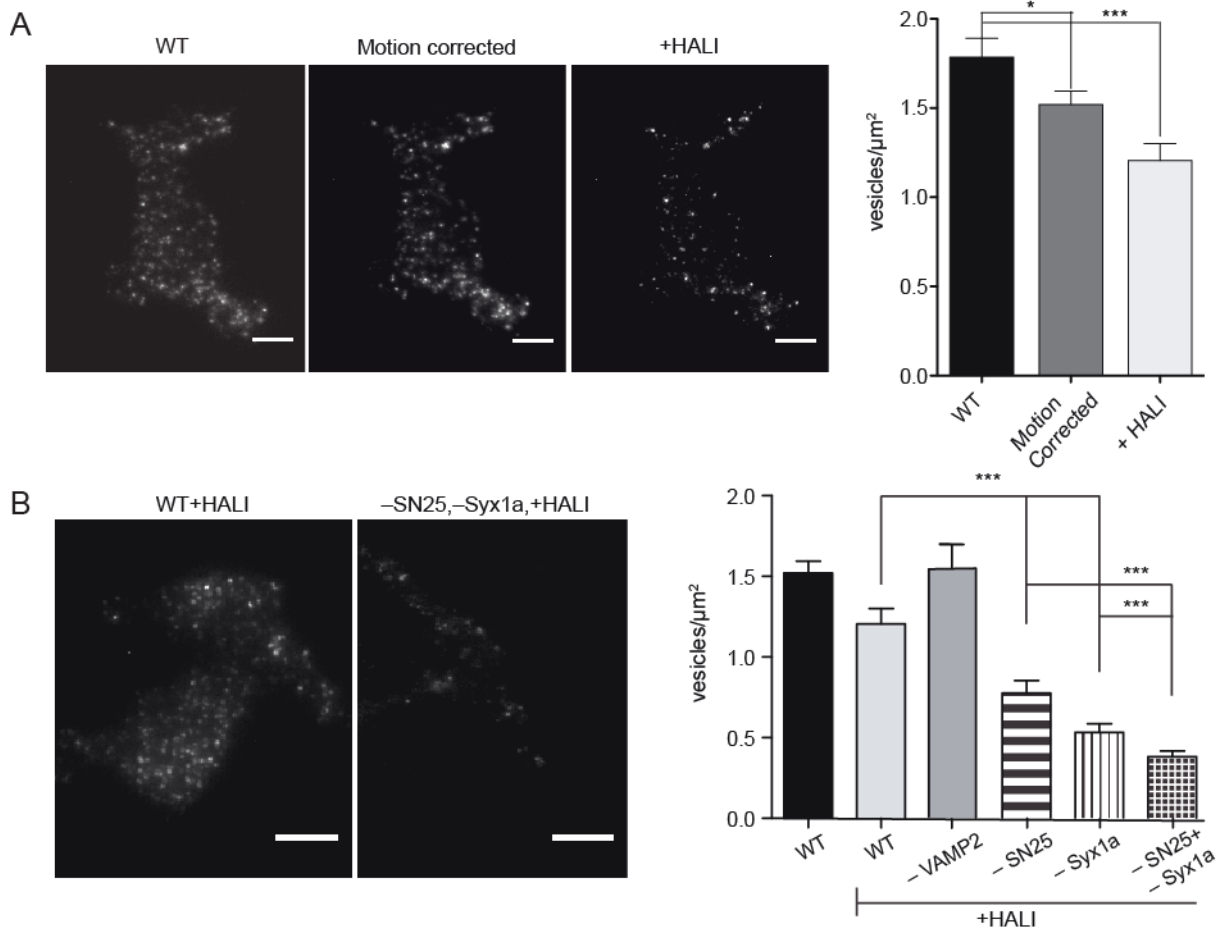 A
WT
Motion corrected
+HALI
vesicles/µm²
2.0
1.5
1.0
0.5
0.0
*
***
WT
Motion
Corrected
+ HALI
B
WT+HALI
–SN25,–Syx1a,+HALI
vesicles/µm²
2.0
1.5
1.0
0.5
0.0
***
***
***
WT
WT
– VAMP2
– SN25
– Syx1a
– SN25+
– Syx1a
+HALI